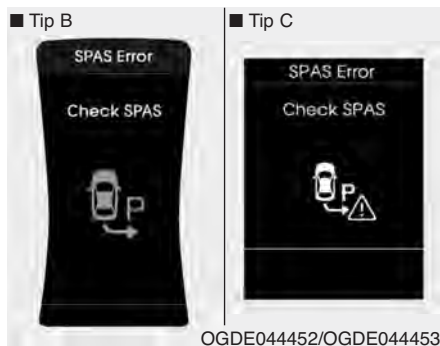 ■ Tip B
SPAS Error
Check SPAS
P
■ Tip C
SPAS Error
Check SPAS
P
OGDE044452/OGDE044453